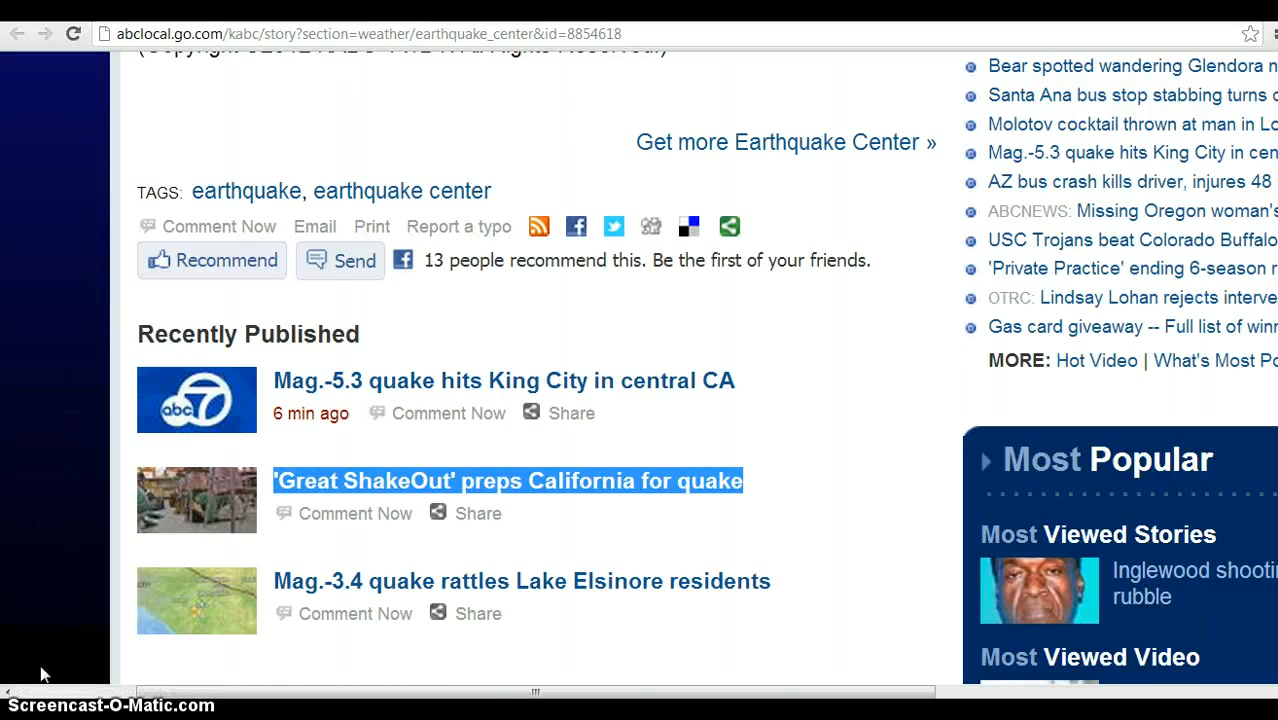 abclocal.go.com/kabc/story?section=weather/earthquake_center&id=8854618
Get more Earthquake Center »
TAGS: earthquake, earthquake center
Comment Now Email Print Report a typo
Recommend Send 13 people recommend this. Be the first of your friends.
Recently Published
abc 7
Mag.-5.3 quake hits King City in central CA
6 min ago Comment Now Share
'Great ShakeOut' preps California for quake
Comment Now Share
Mag.-3.4 quake rattles Lake Elsinore residents
Comment Now Share
Bear spotted wandering Glendora n
Santa Ana bus stop stabbing turns
Molotov cocktail thrown at man in Lo
Mag.-5.3 quake hits King City in cen
AZ bus crash kills driver, injures 48
ABCNEWS: Missing Oregon woman's
USC Trojans beat Colorado Buffalo
'Private Practice' ending 6-season r
OTRC: Lindsay Lohan rejects interve
Gas card giveaway -- Full list of winn
MORE: Hot Video | What's Most Po
Most Popular
Most Viewed Stories
Inglewood shooti
rubble
Most Viewed Video
Screencast-O-Matic.com